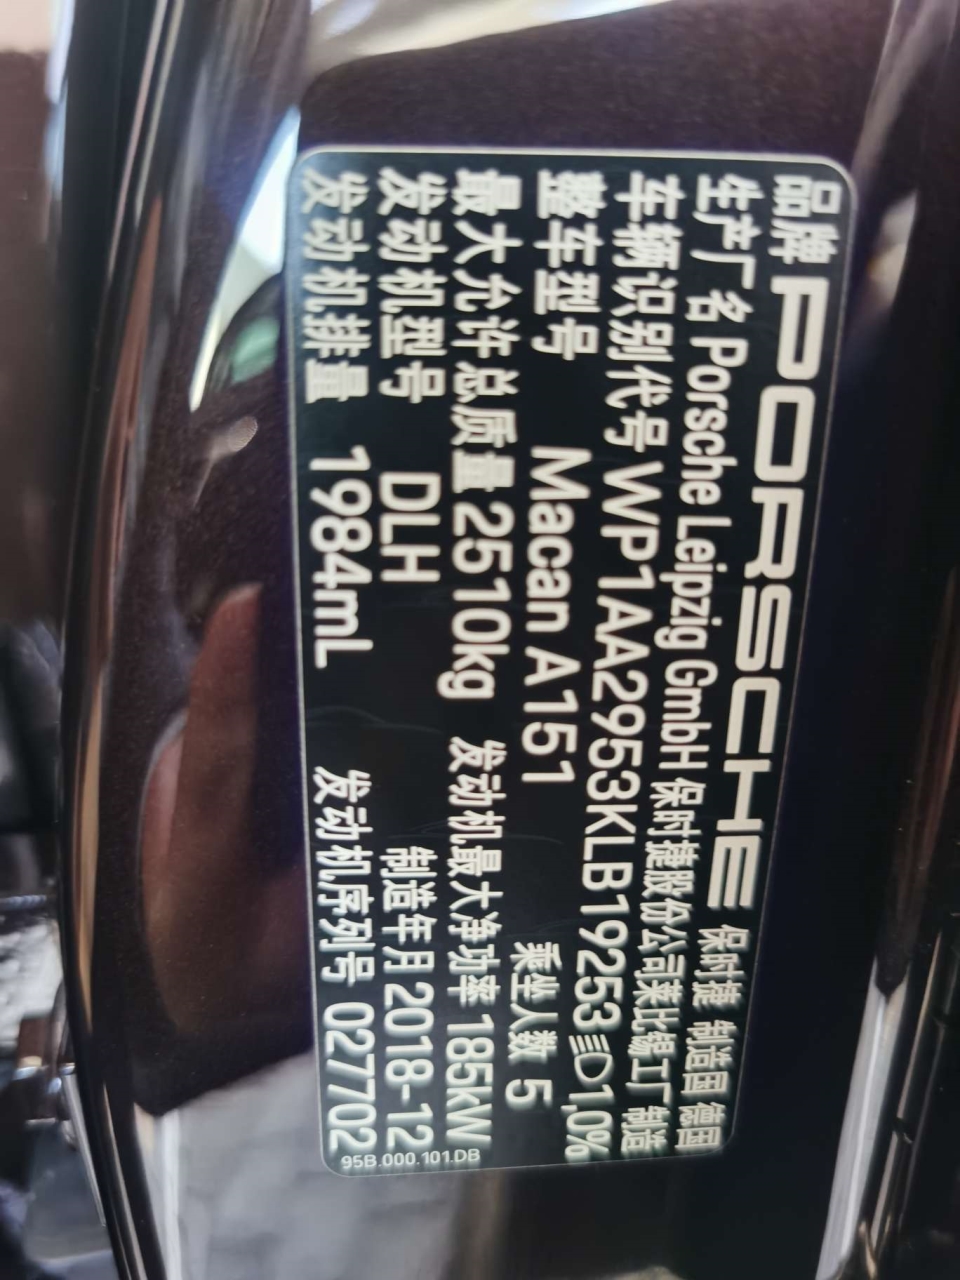 品牌 PORSCHE 保时捷 制造国 德国
生产厂名 Porsche Leipzig GmbH 保时捷股份公司莱比锡工厂 制造
车辆识别代号 WP1AA2953KLB19253 1,0%
整车型号 Macan A151 乘坐人数 5
最大允许总质量 2510kg 发动机最大净功率 185kW
发动机型号 DLH 制造年月 2018-12
发动机排量 1984mL 发动机序列号 027702
95B.000.101.DB